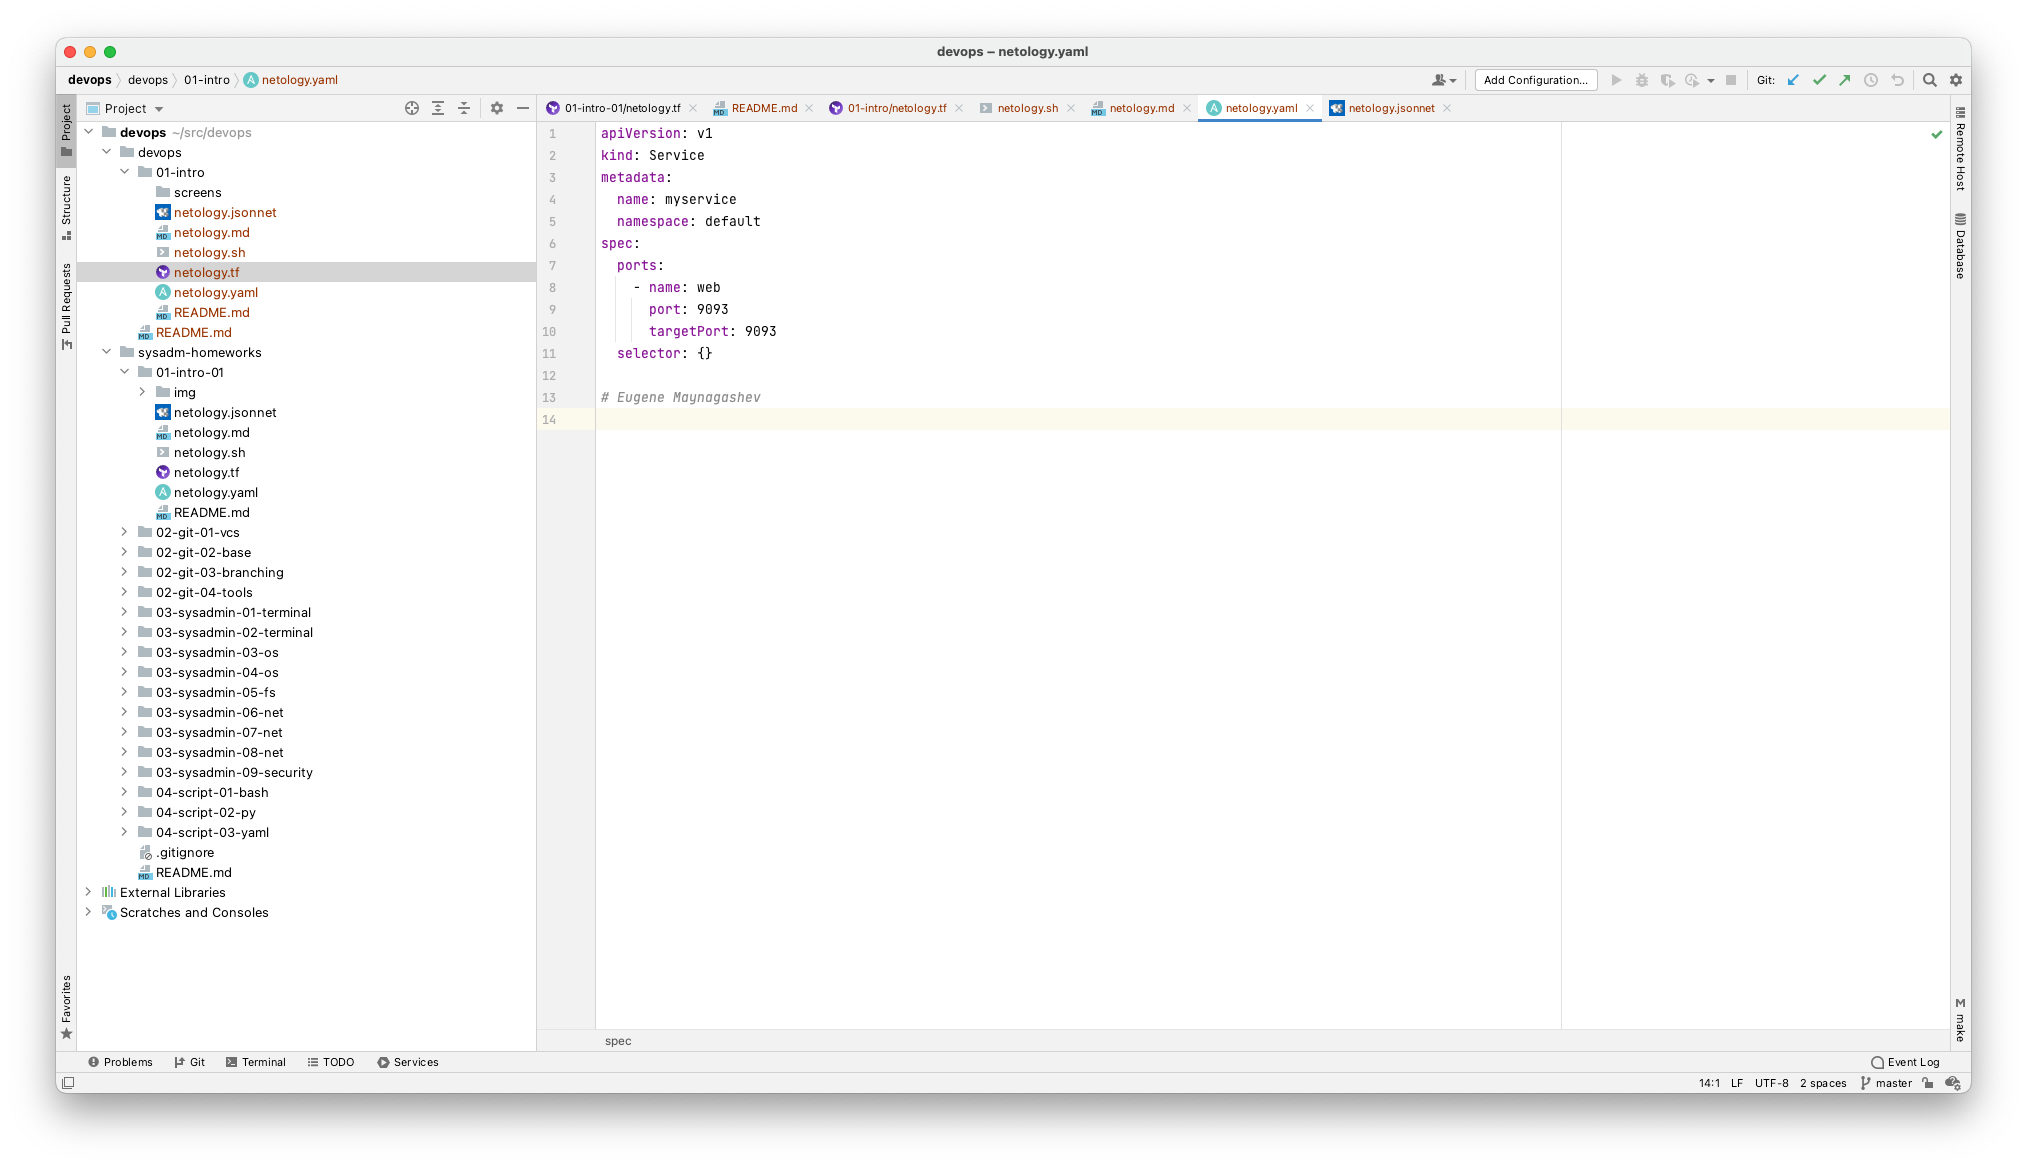 devops – netology.yaml
devops devops 01-intro netology.yaml
Add Configuration...
Git:
Project
01-intro-01/netology.tf
README.md
01-intro/netology.tf
netology.sh
netology.md
netology.yaml
netology.jsonnet
Project
Structure
Pull Requests
Favorites
devops ~/src/devops
devops
01-intro
screens
netology.jsonnet
netology.md
netology.sh
netology.tf
netology.yaml
README.md
README.md
sysadm-homeworks
01-intro-01
img
netology.jsonnet
netology.md
netology.sh
netology.tf
netology.yaml
README.md
02-git-01-vcs
02-git-02-base
02-git-03-branching
02-git-04-tools
03-sysadmin-01-terminal
03-sysadmin-02-terminal
03-sysadmin-03-os
03-sysadmin-04-os
03-sysadmin-05-fs
03-sysadmin-06-net
03-sysadmin-07-net
03-sysadmin-08-net
03-sysadmin-09-security
04-script-01-bash
04-script-02-py
04-script-03-yaml
.gitignore
README.md
External Libraries
Scratches and Consoles
1 apiVersion: v1
2 kind: Service
3 metadata:
4   name: myservice
5   namespace: default
6 spec:
7   ports:
8     - name: web
9       port: 9093
10       targetPort: 9093
11   selector: {}
12
13 # Eugene Maynagashev
14
Remote Host
Database
M make
spec
Problems Git Terminal TODO Services Event Log
14:1 LF UTF-8 2 spaces master